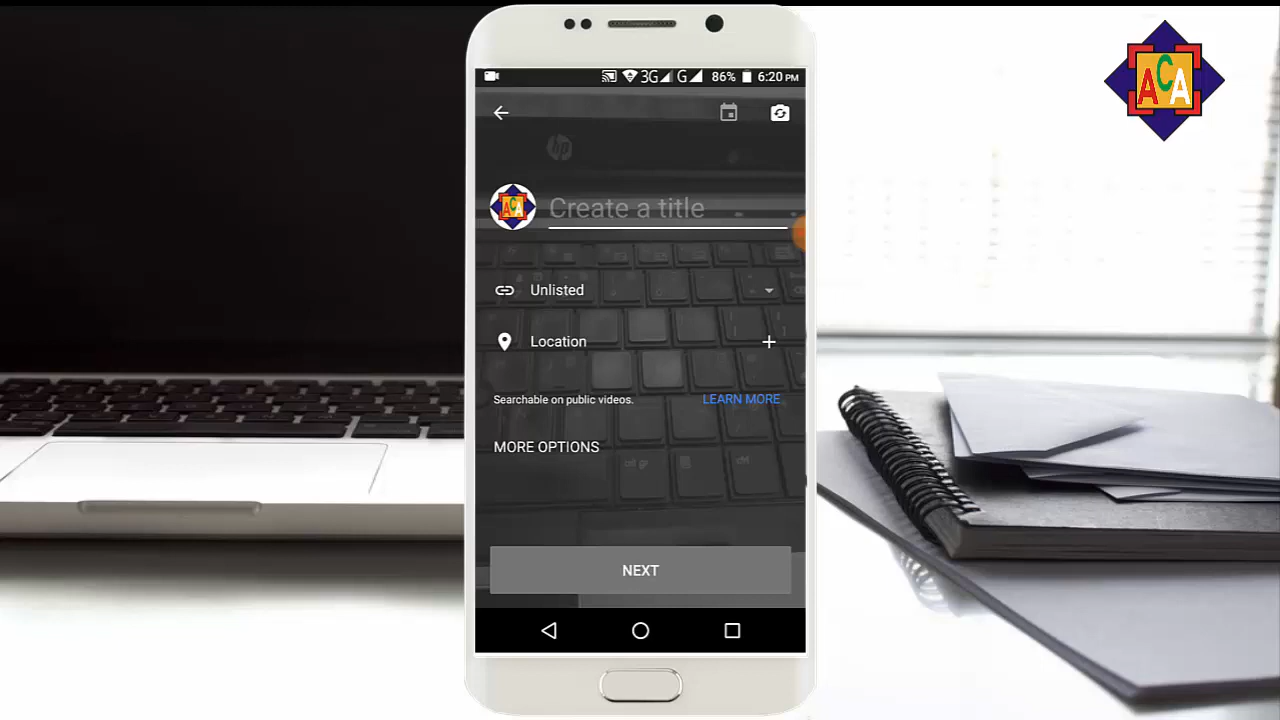 3G G 86% 6:20 PM
ACA
hp
ACA Create a title
Unlisted
Location
Searchable on public videos. LEARN MORE
MORE OPTIONS
NEXT